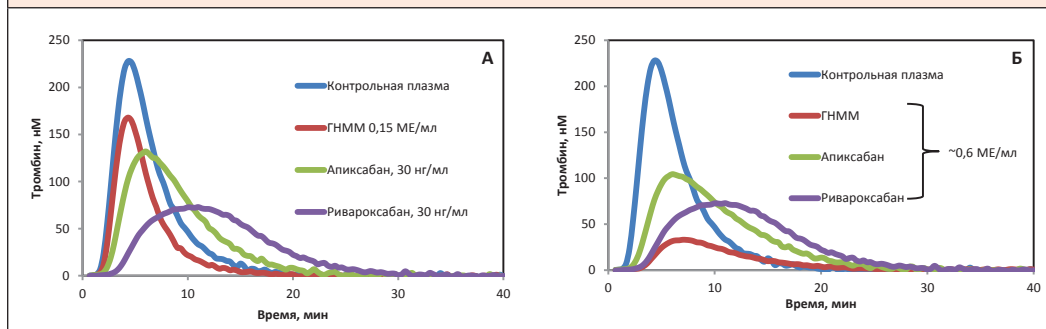 А
250
200
150
100
50
0
Тромбин, нМ
0 10 20 30 40
Время, мин
Контрольная плазма
ГНММ 0,15 МЕ/мл
Апиксабан, 30 нг/мл
Ривароксабан, 30 нг/мл
Б
250
200
150
100
50
0
Тромбин, нМ
0 10 20 30 40
Время, мин
Контрольная плазма
ГНММ
Апиксабан
Ривароксабан
~0,6 МЕ/мл